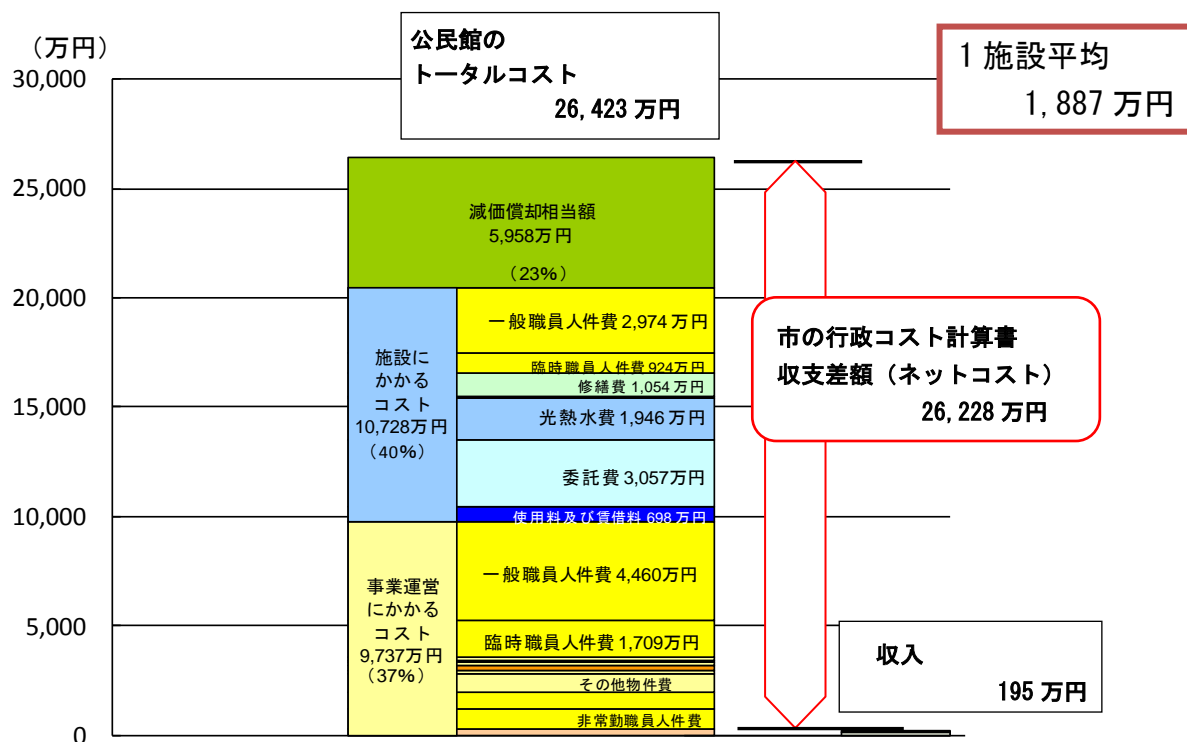 （万円）
30,000
25,000
20,000
15,000
10,000
5,000
0
公民館の
トータルコスト
26,423 万円
1 施設平均
1,887 万円
減価償却相当額
5,958万円
（23%）
施設に
かかる
コスト
10,728万円
（40%）
一般職員人件費 2,974 万円
臨時職員人件費 924万円
修繕費 1,054 万円
光熱水費 1,946 万円
委託費 3,057万円
使用料及び賃借料 698 万円
事業運営
にかかる
コスト
9,737万円
（37%）
一般職員人件費 4,460万円
臨時職員人件費 1,709万円
その他物件費
非常勤職員人件費
市の行政コスト計算書
収支差額（ネットコスト）
26,228 万円
収入
195 万円